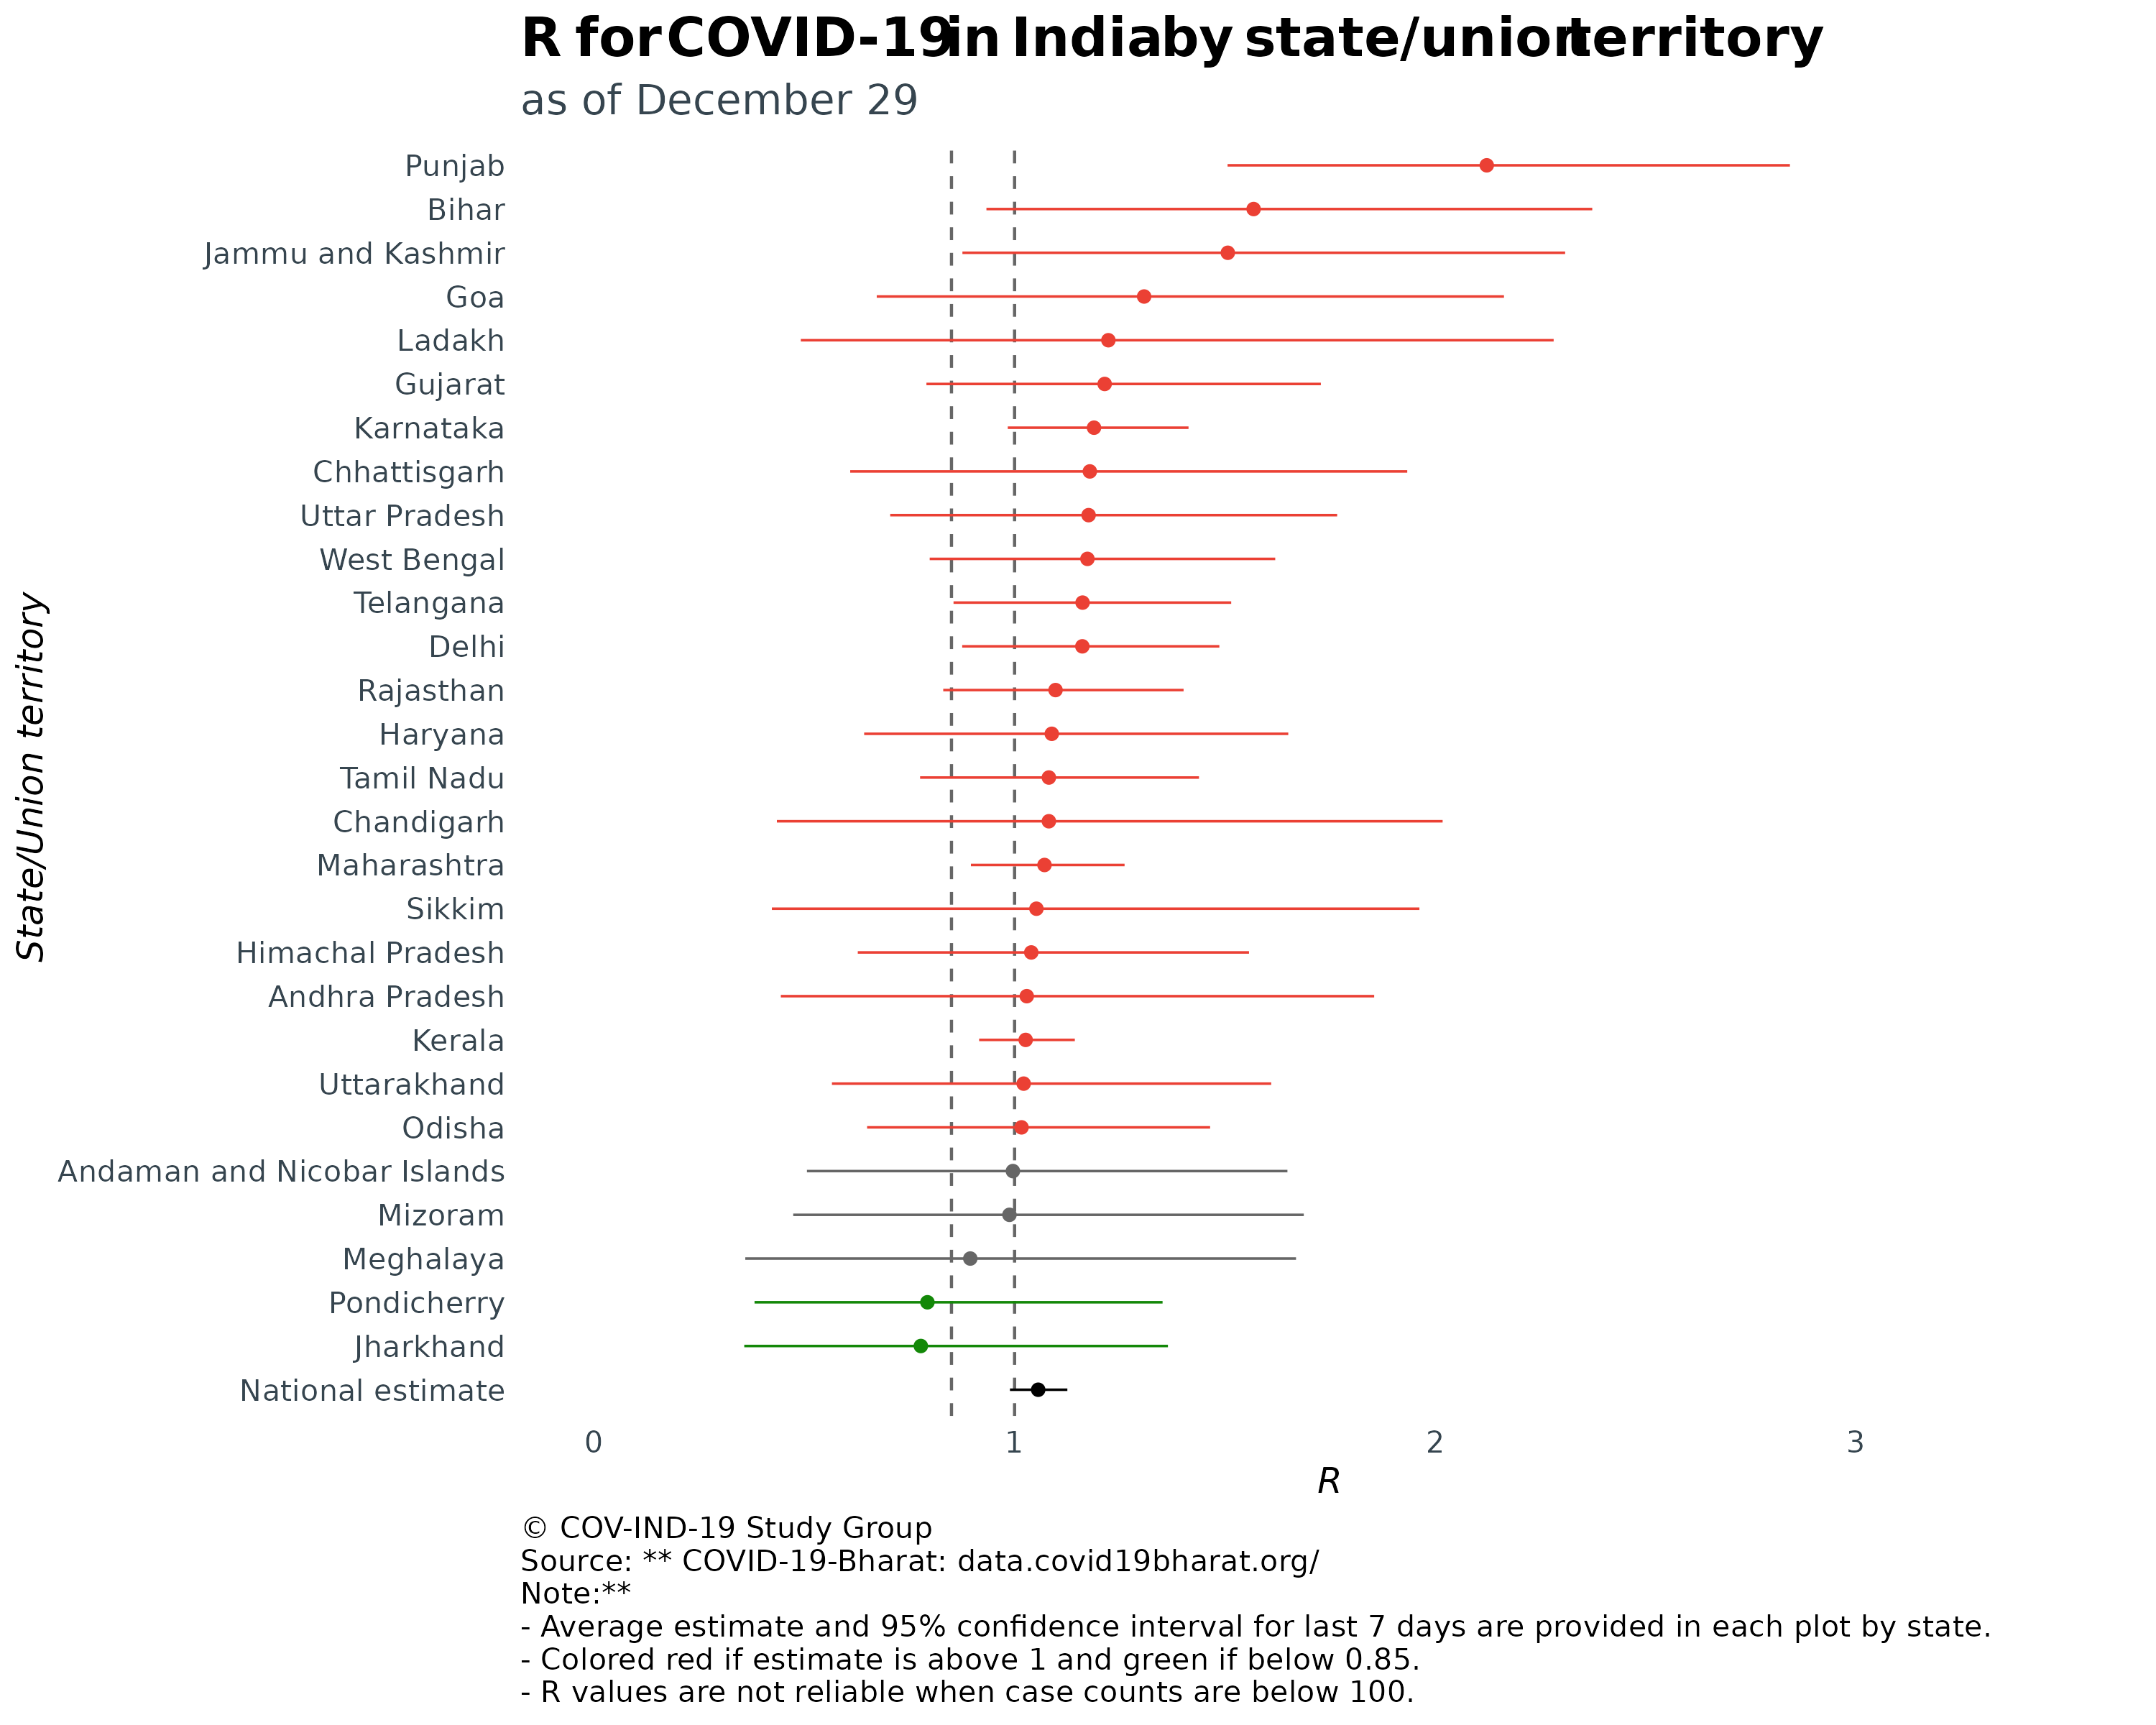 R for COVID-19 in India by state/union territory
as of December 29
Punjab
Bihar
Jammu and Kashmir
Goa
Ladakh
Gujarat
Karnataka
Chhattisgarh
Uttar Pradesh
West Bengal
Telangana
Delhi
Rajasthan
Haryana
Tamil Nadu
Chandigarh
Maharashtra
Sikkim
Himachal Pradesh
Andhra Pradesh
Kerala
Uttarakhand
Odisha
Andaman and Nicobar Islands
Mizoram
Meghalaya
Pondicherry
Jharkhand
National estimate
State/Union territory
0 1 2 3
R
© COV-IND-19 Study Group
Source: ** COVID-19-Bharat: data.covid19bharat.org/
Note:**
- Average estimate and 95% confidence interval for last 7 days are provided in each plot by state.
- Colored red if estimate is above 1 and green if below 0.85.
- R values are not reliable when case counts are below 100.